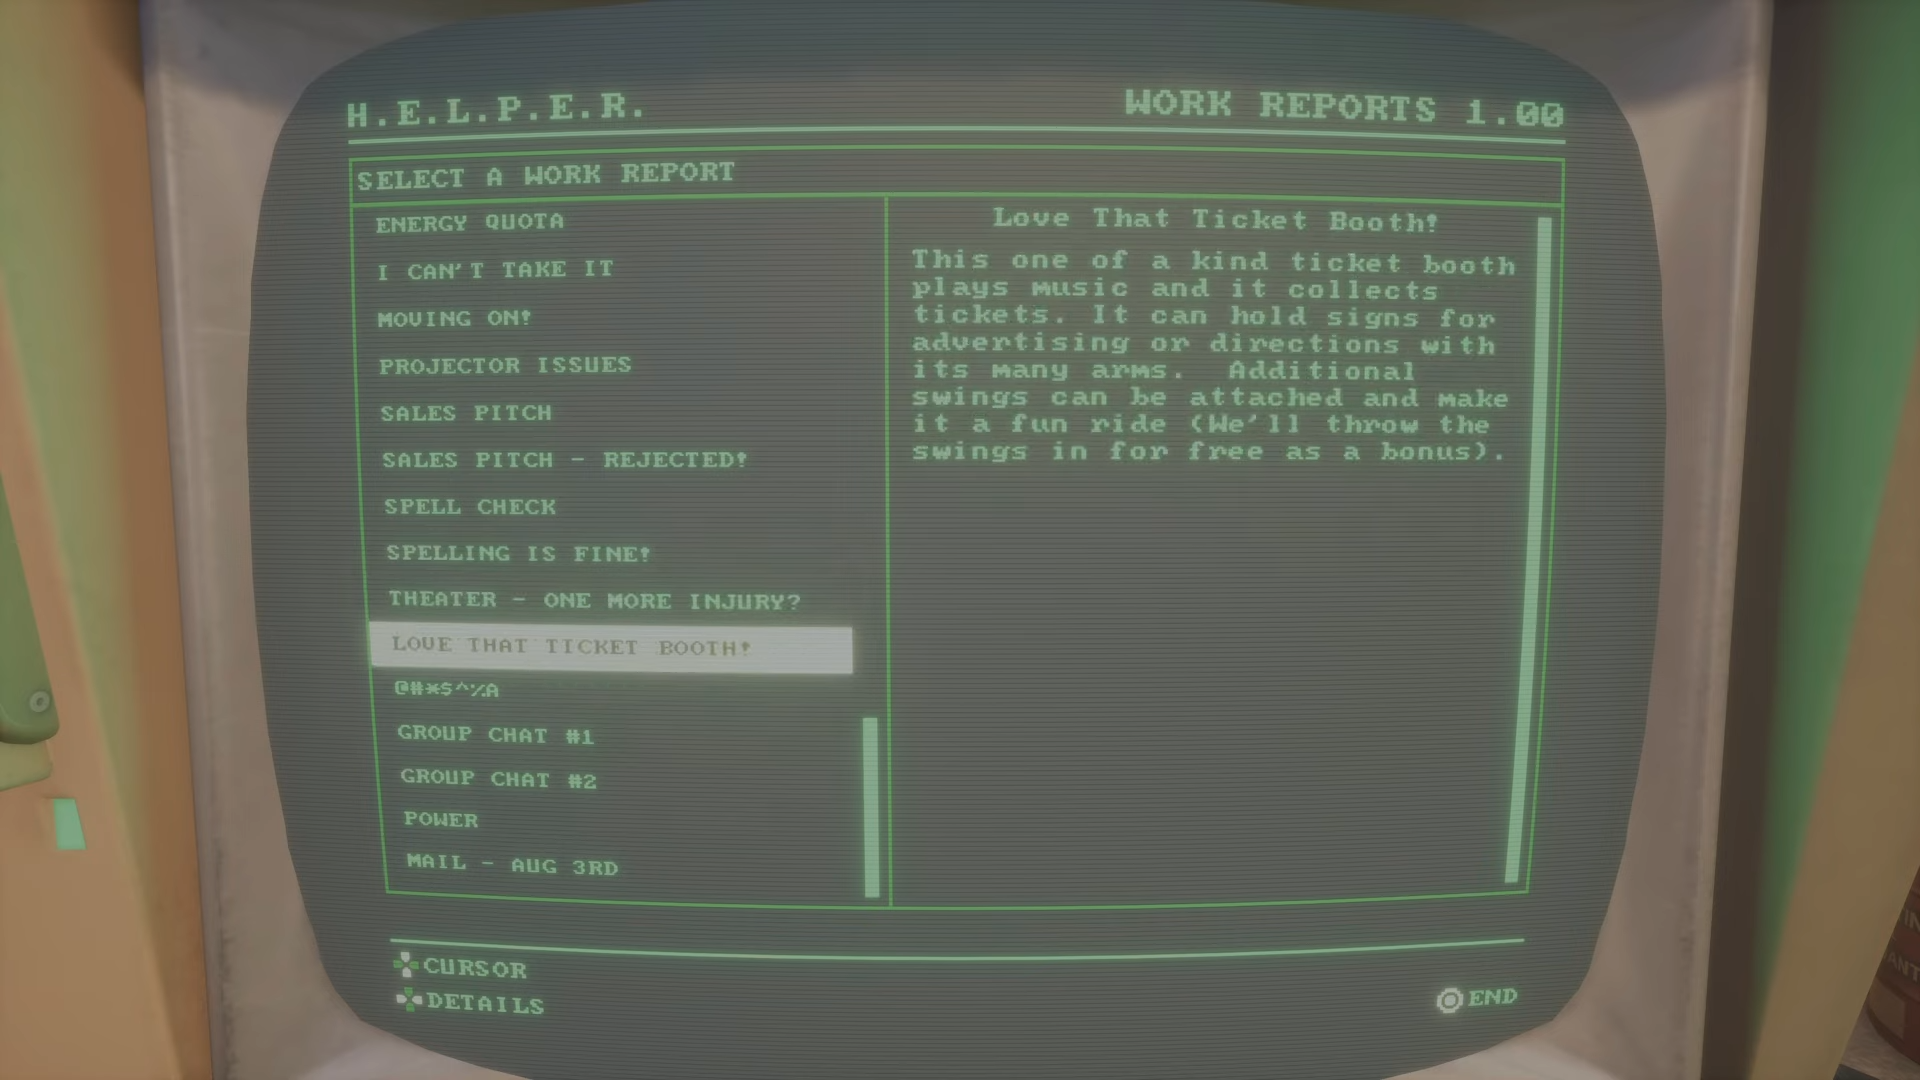 H.E.L.P.E.R.
WORK REPORTS 1.00
SELECT A WORK REPORT
ENERGY QUOTA
I CAN'T TAKE IT
MOVING ON!
PROJECTOR ISSUES
SALES PITCH
SALES PITCH - REJECTED!
SPELL CHECK
SPELLING IS FINE!
THEATER - ONE MORE INJURY?
LOVE THAT TICKET BOOTH!
@#*$^%A
GROUP CHAT #1
GROUP CHAT #2
POWER
MAIL - AUG 3RD
Love That Ticket Booth!
This one of a kind ticket booth
plays music and it collects
tickets. It can hold signs for
advertising or directions with
its many arms.  Additional
swings can be attached and make
it a fun ride (We'll throw the
swings in for free as a bonus).
CURSOR
DETAILS
END